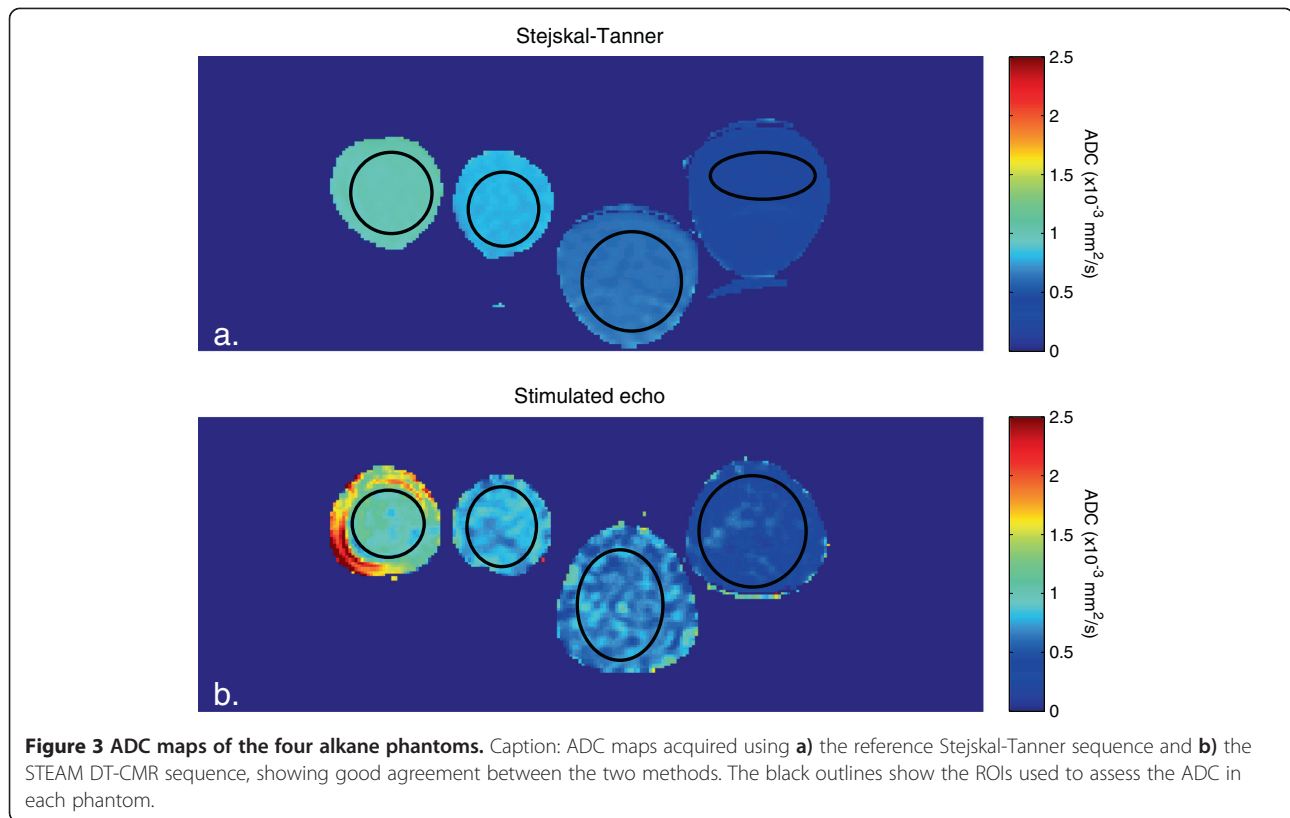 Stejskal-Tanner
2.5
2
1.5
1
0.5
0
ADC (x10⁻³ mm²/s)
a.
Stimulated echo
2.5
2
1.5
1
0.5
0
ADC (x10⁻³ mm²/s)
b.
Figure 3 ADC maps of the four alkane phantoms. Caption: ADC maps acquired using a) the reference Stejskal-Tanner sequence and b) the
STEAM DT-CMR sequence, showing good agreement between the two methods. The black outlines show the ROIs used to assess the ADC in
each phantom.